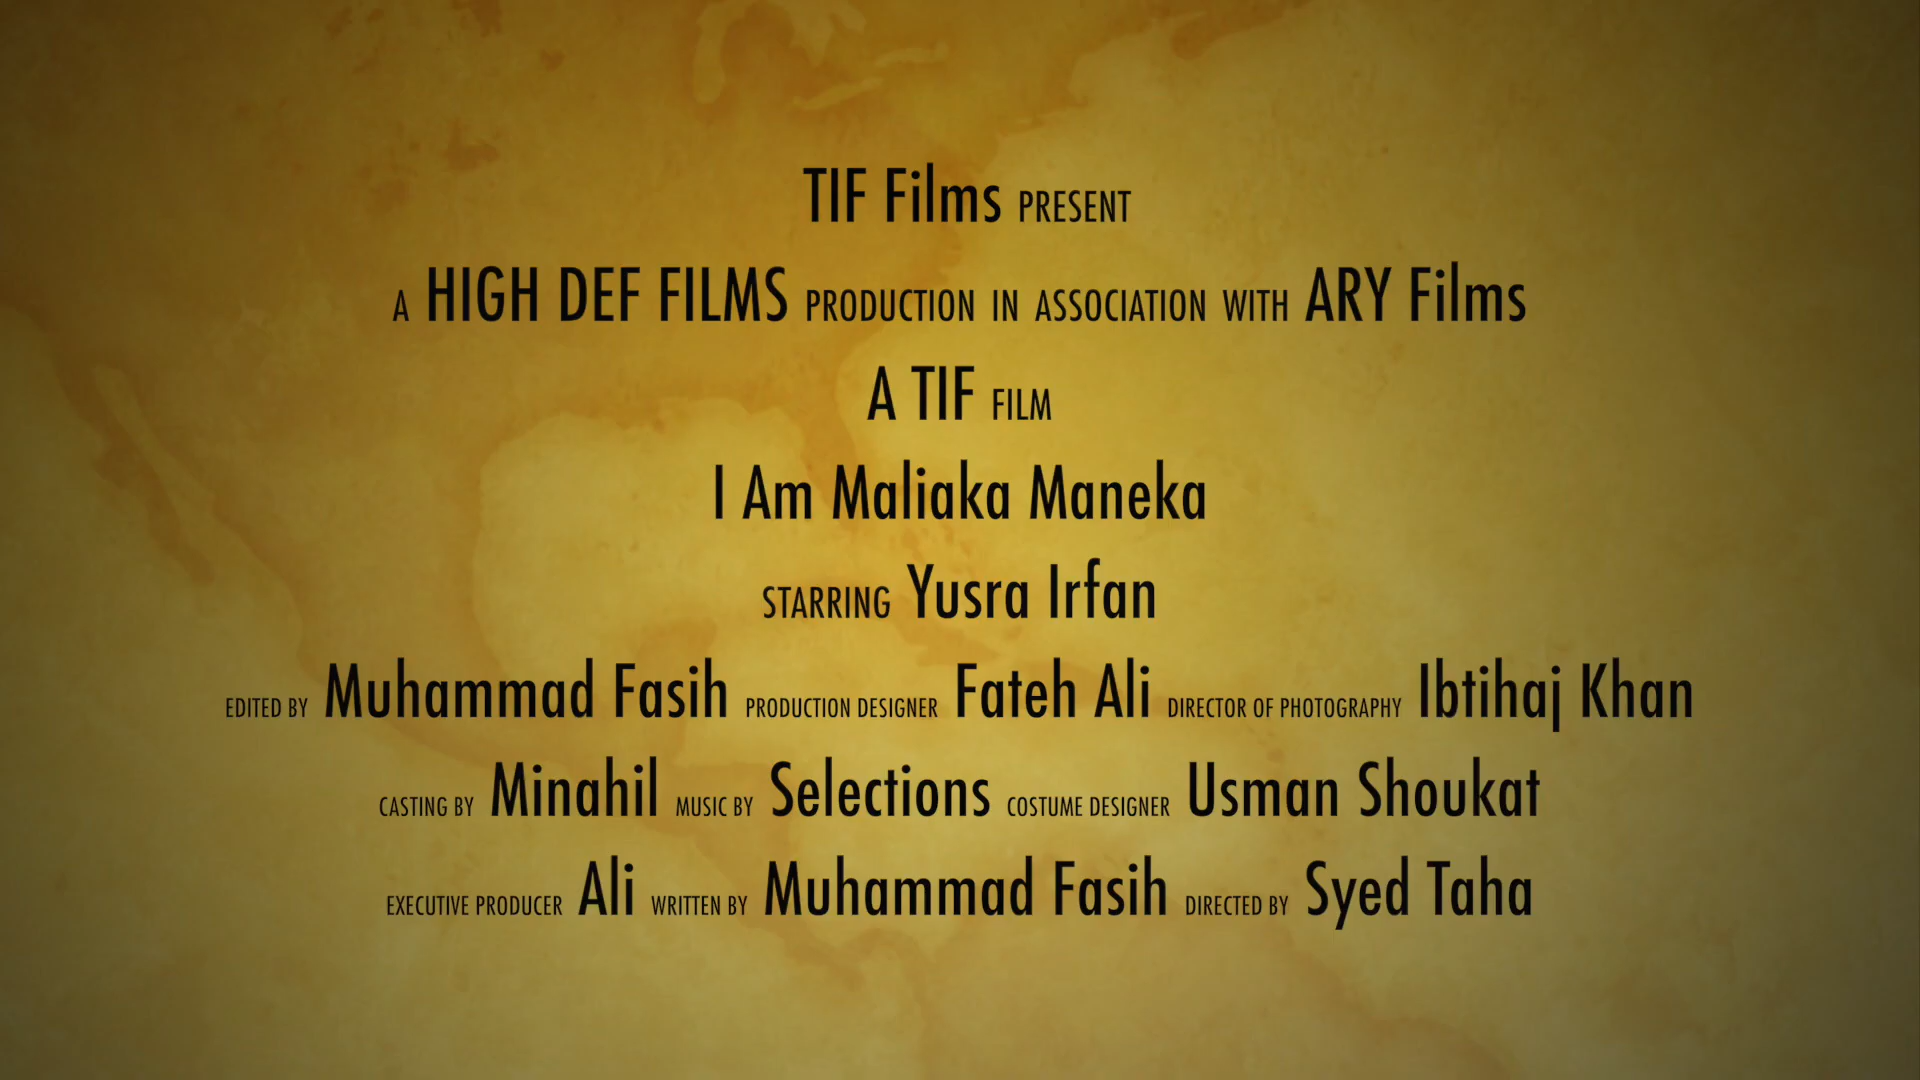 TIF Films PRESENT
A HIGH DEF FILMS PRODUCTION IN ASSOCIATION WITH ARY Films
A TIF FILM
I Am Maliaka Maneka
STARRING Yusra Irfan
EDITED BY Muhammad Fasih PRODUCTION DESIGNER Fateh Ali DIRECTOR OF PHOTOGRAPHY Ibtihaj Khan
CASTING BY Minahil MUSIC BY Selections COSTUME DESIGNER Usman Shoukat
EXECUTIVE PRODUCER Ali WRITTEN BY Muhammad Fasih DIRECTED BY Syed Taha